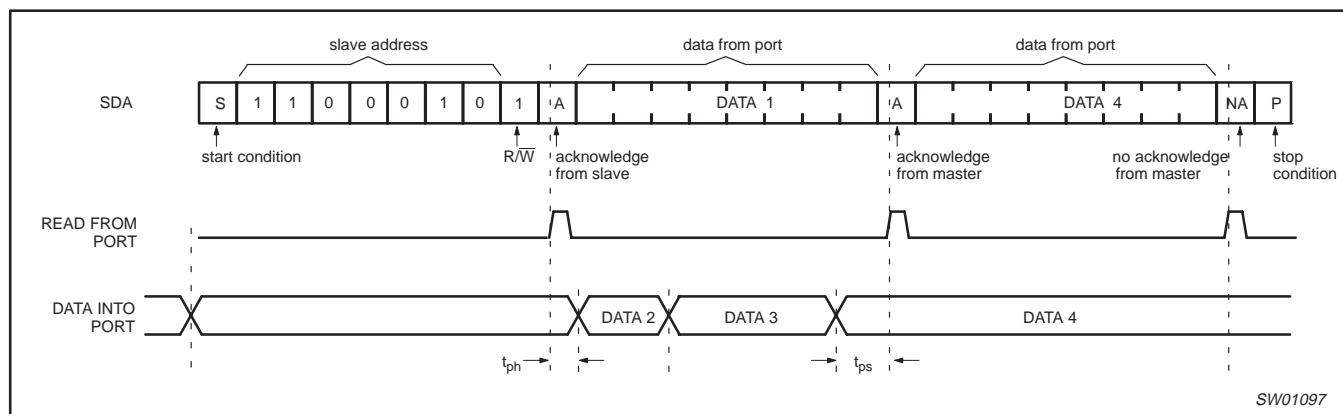 slave address data from port data from port
SDA S 1 1 0 0 0 1 0 1 A DATA 1 A DATA 4 NA P
start condition R/W̅ acknowledge from slave acknowledge from master no acknowledge from master stop condition
READ FROM PORT
DATA INTO PORT DATA 2 DATA 3 DATA 4
tph tps
SW01097